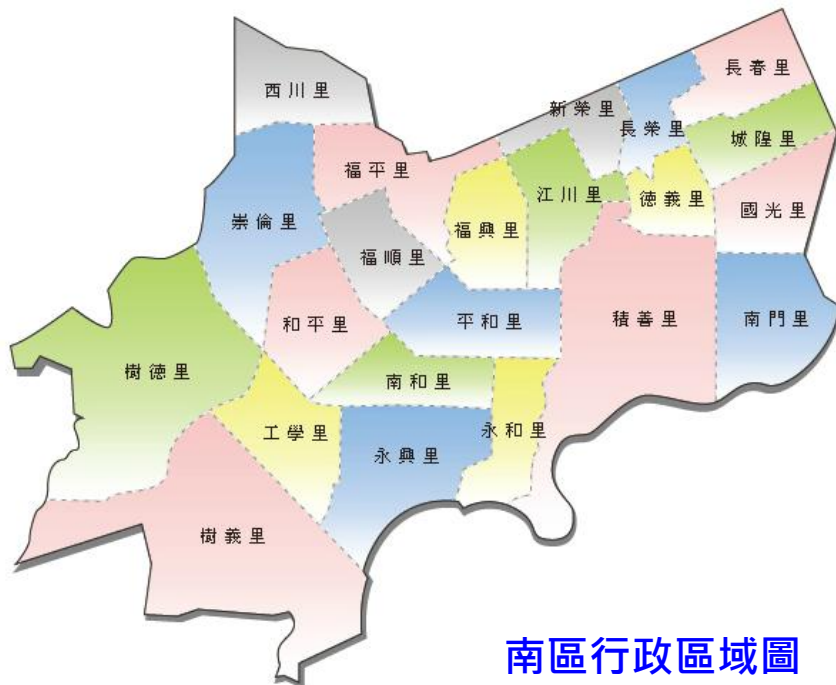 長春里
西川里
新榮里
長榮里
城隍里
福平里
江川里
德義里
國光里
崇倫里
福興里
福順里
和平里
平和里
積善里
南門里
樹德里
南和里
工學里
永和里
永興里
樹義里
南區行政區域圖